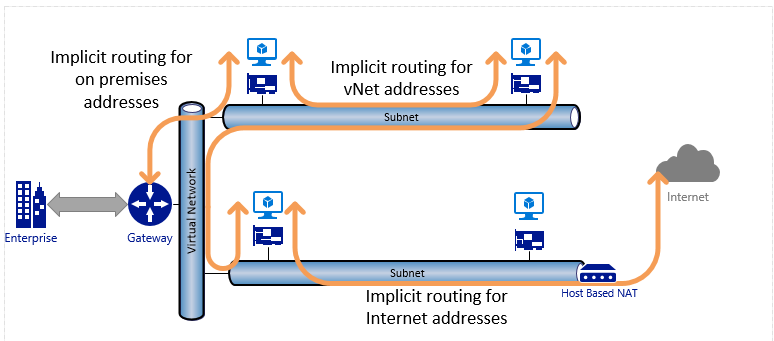 Implicit routing for
on premises
addresses
Implicit routing for
vNet addresses
Subnet
Virtual Network
Enterprise
Gateway
Internet
Subnet
Host Based NAT
Implicit routing for
Internet addresses